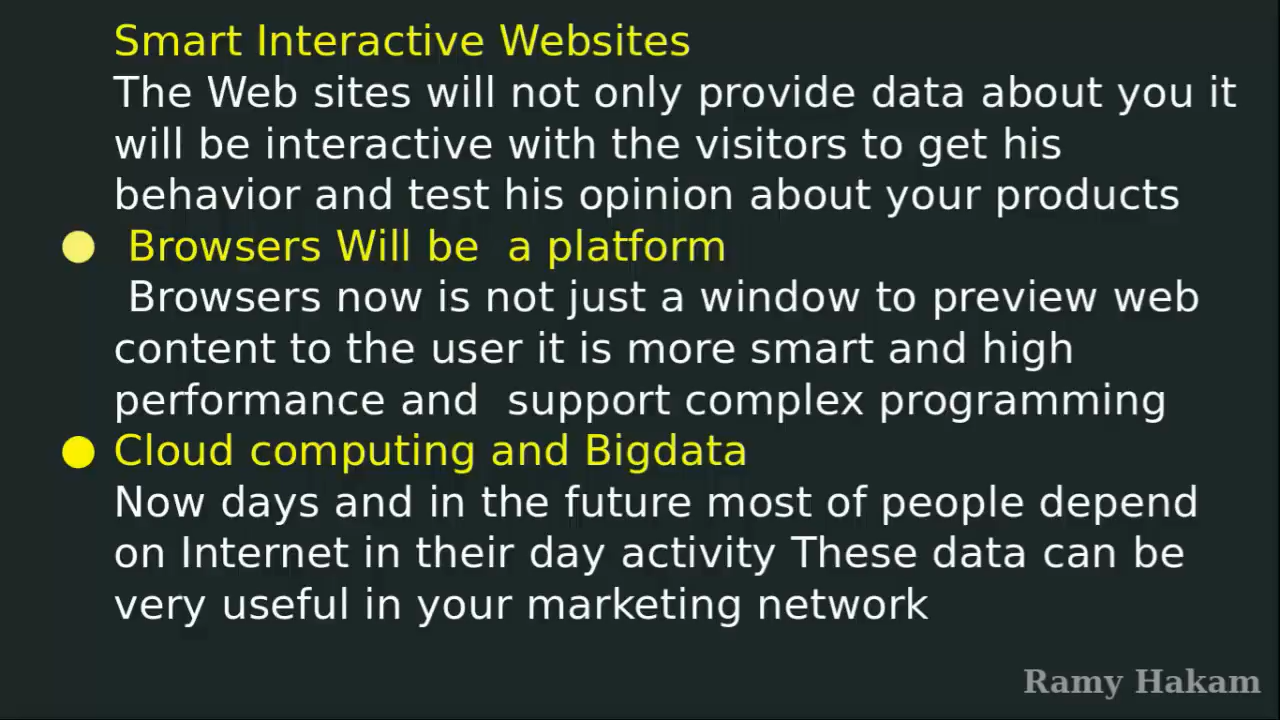 Smart Interactive Websites
The Web sites will not only provide data about you it
will be interactive with the visitors to get his
behavior and test his opinion about your products
● Browsers Will be a platform
Browsers now is not just a window to preview web
content to the user it is more smart and high
performance and support complex programming
● Cloud computing and Bigdata
Now days and in the future most of people depend
on Internet in their day activity These data can be
very useful in your marketing network
Ramy Hakam